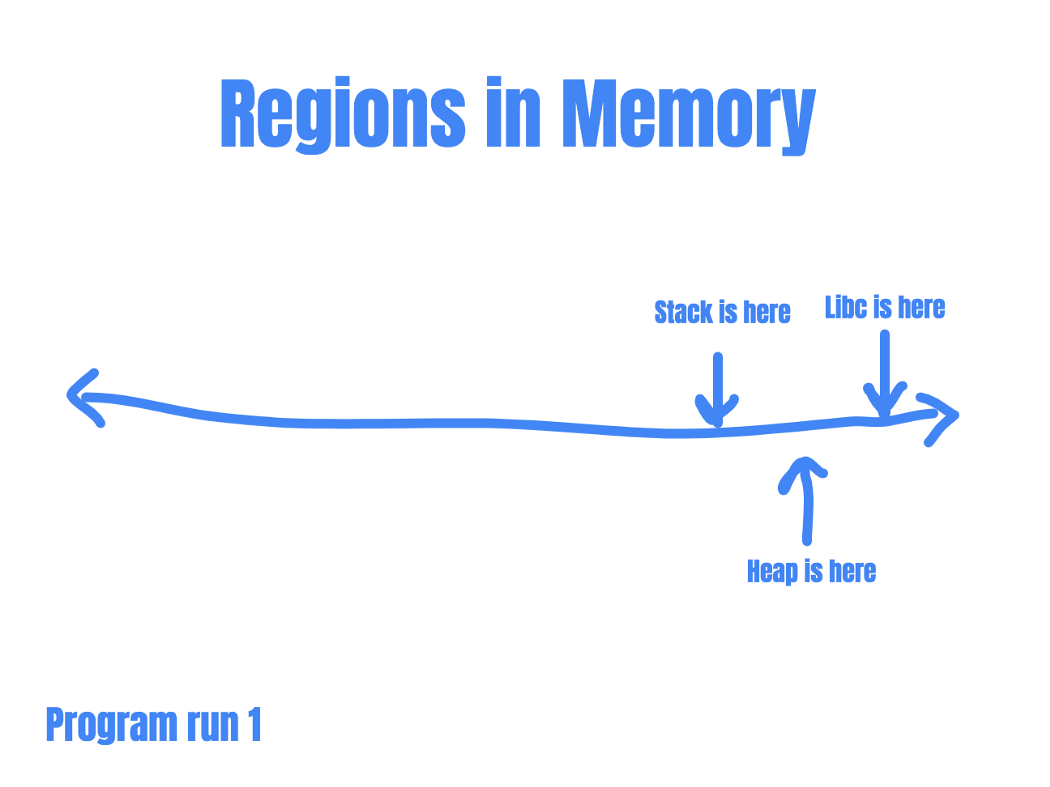 Regions in Memory
Stack is here
Libc is here
Heap is here
Program run 1